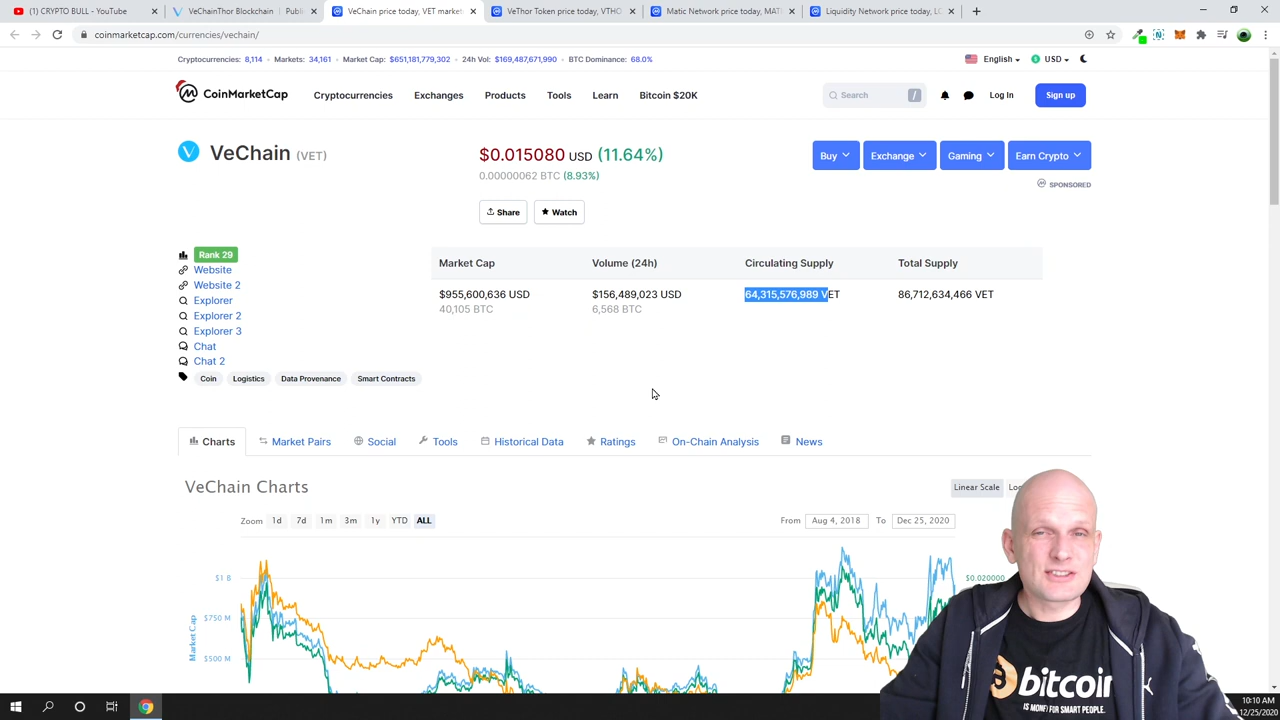 (1) CRYPTO BULL - YouTube
VeChainThor Blockchain | Publi
VeChain price today, VET market
VeThor Token price today, VTHO
Matic Network price today, MATI
Liquidity Network price today, L
coinmarketcap.com/currencies/vechain/
Cryptocurrencies: 8,114 Markets: 34,161 Market Cap: $651,181,779,302 24h Vol: $169,487,671,990 BTC Dominance: 68.0%
English
USD
CoinMarketCap
Cryptocurrencies
Exchanges
Products
Tools
Learn
Bitcoin $20K
Search /
Log In
Sign up
VeChain (VET)
$0.015080 USD (11.64%)
0.00000062 BTC (8.93%)
Buy
Exchange
Gaming
Earn Crypto
SPONSORED
Share
Watch
Rank 29
Website
Website 2
Explorer
Explorer 2
Explorer 3
Chat
Chat 2
Coin Logistics Data Provenance Smart Contracts
Market Cap Volume (24h) Circulating Supply Total Supply
$955,600,636 USD $156,489,023 USD 64,315,576,989 VET 86,712,634,466 VET
40,105 BTC 6,568 BTC
Charts
Market Pairs
Social
Tools
Historical Data
Ratings
On-Chain Analysis
News
VeChain Charts
Linear Scale Lo
Zoom 1d 7d 1m 3m 1y YTD ALL
From Aug 4, 2018 To Dec 25, 2020
$1 B
$0.020000
$750 M
$500 M
Market Cap
bitcoin
IS MONEY FOR SMART PEOPLE.
10:10 AM
12/25/2020